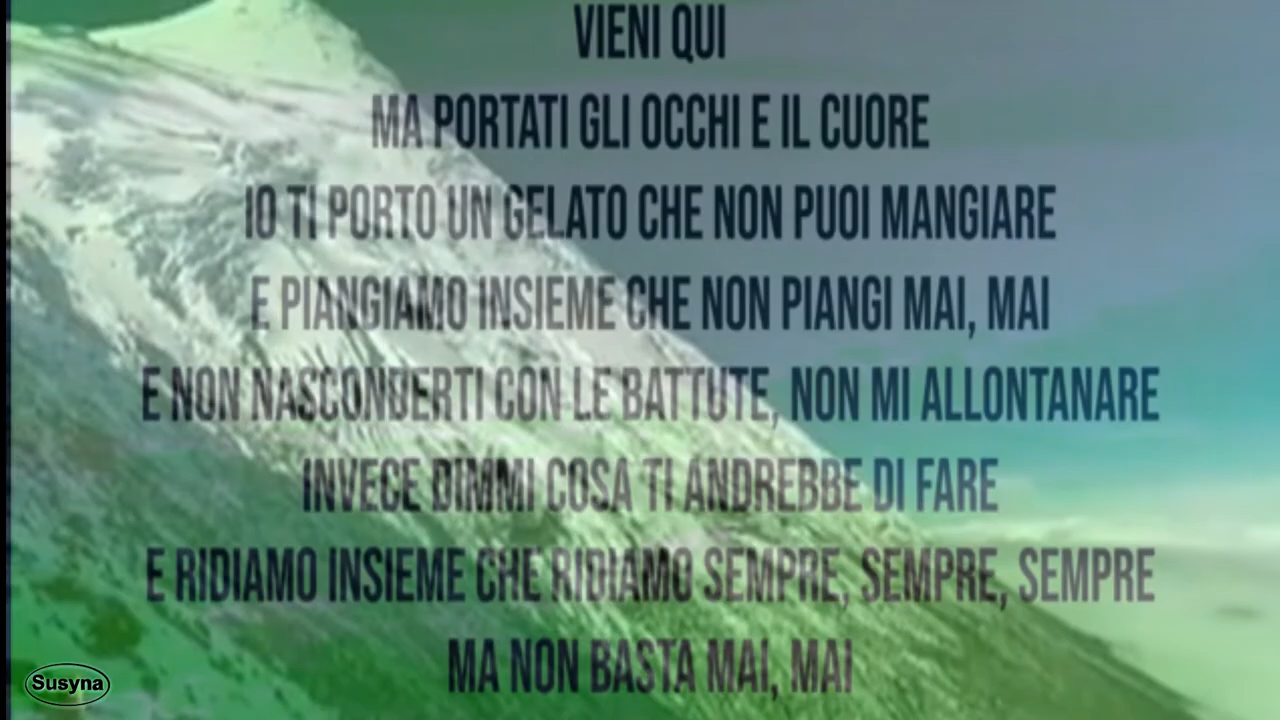 VIENI QUI
MA PORTATI GLI OCCHI E IL CUORE
IO TI PORTO UN GELATO CHE NON PUOI MANGIARE
E PIANGIAMO INSIEME CHE NON PIANGI MAI, MAI
E NON NASCONDERTI CON LE BATTUTE, NON MI ALLONTANARE
INVECE DIMMI COSA TI ANDREBBE DI FARE
E RIDIAMO INSIEME CHE RIDIAMO SEMPRE, SEMPRE, SEMPRE
MA NON BASTA MAI, MAI
Susyna